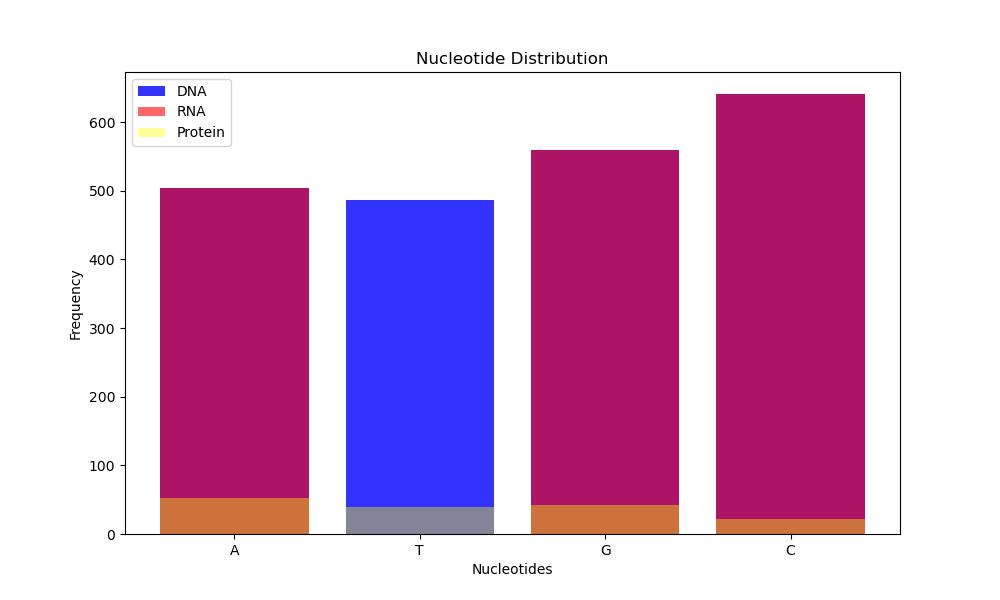 Nucleotide Distribution
DNA
RNA
Protein
600
500
400
300
200
100
0
Frequency
A T G C
Nucleotides